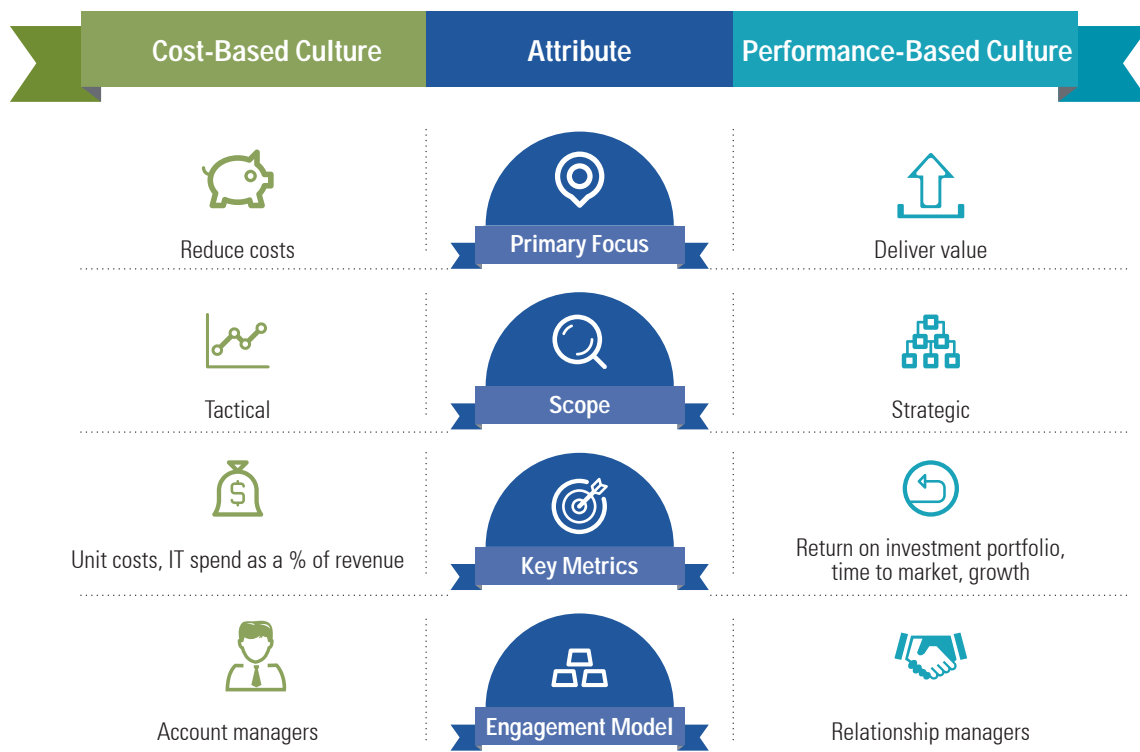 Cost-Based Culture
Attribute
Performance-Based Culture
Reduce costs
Primary Focus
Deliver value
Tactical
Scope
Strategic
$
Unit costs, IT spend as a % of revenue
Key Metrics
Return on investment portfolio,
time to market, growth
Account managers
Engagement Model
Relationship managers